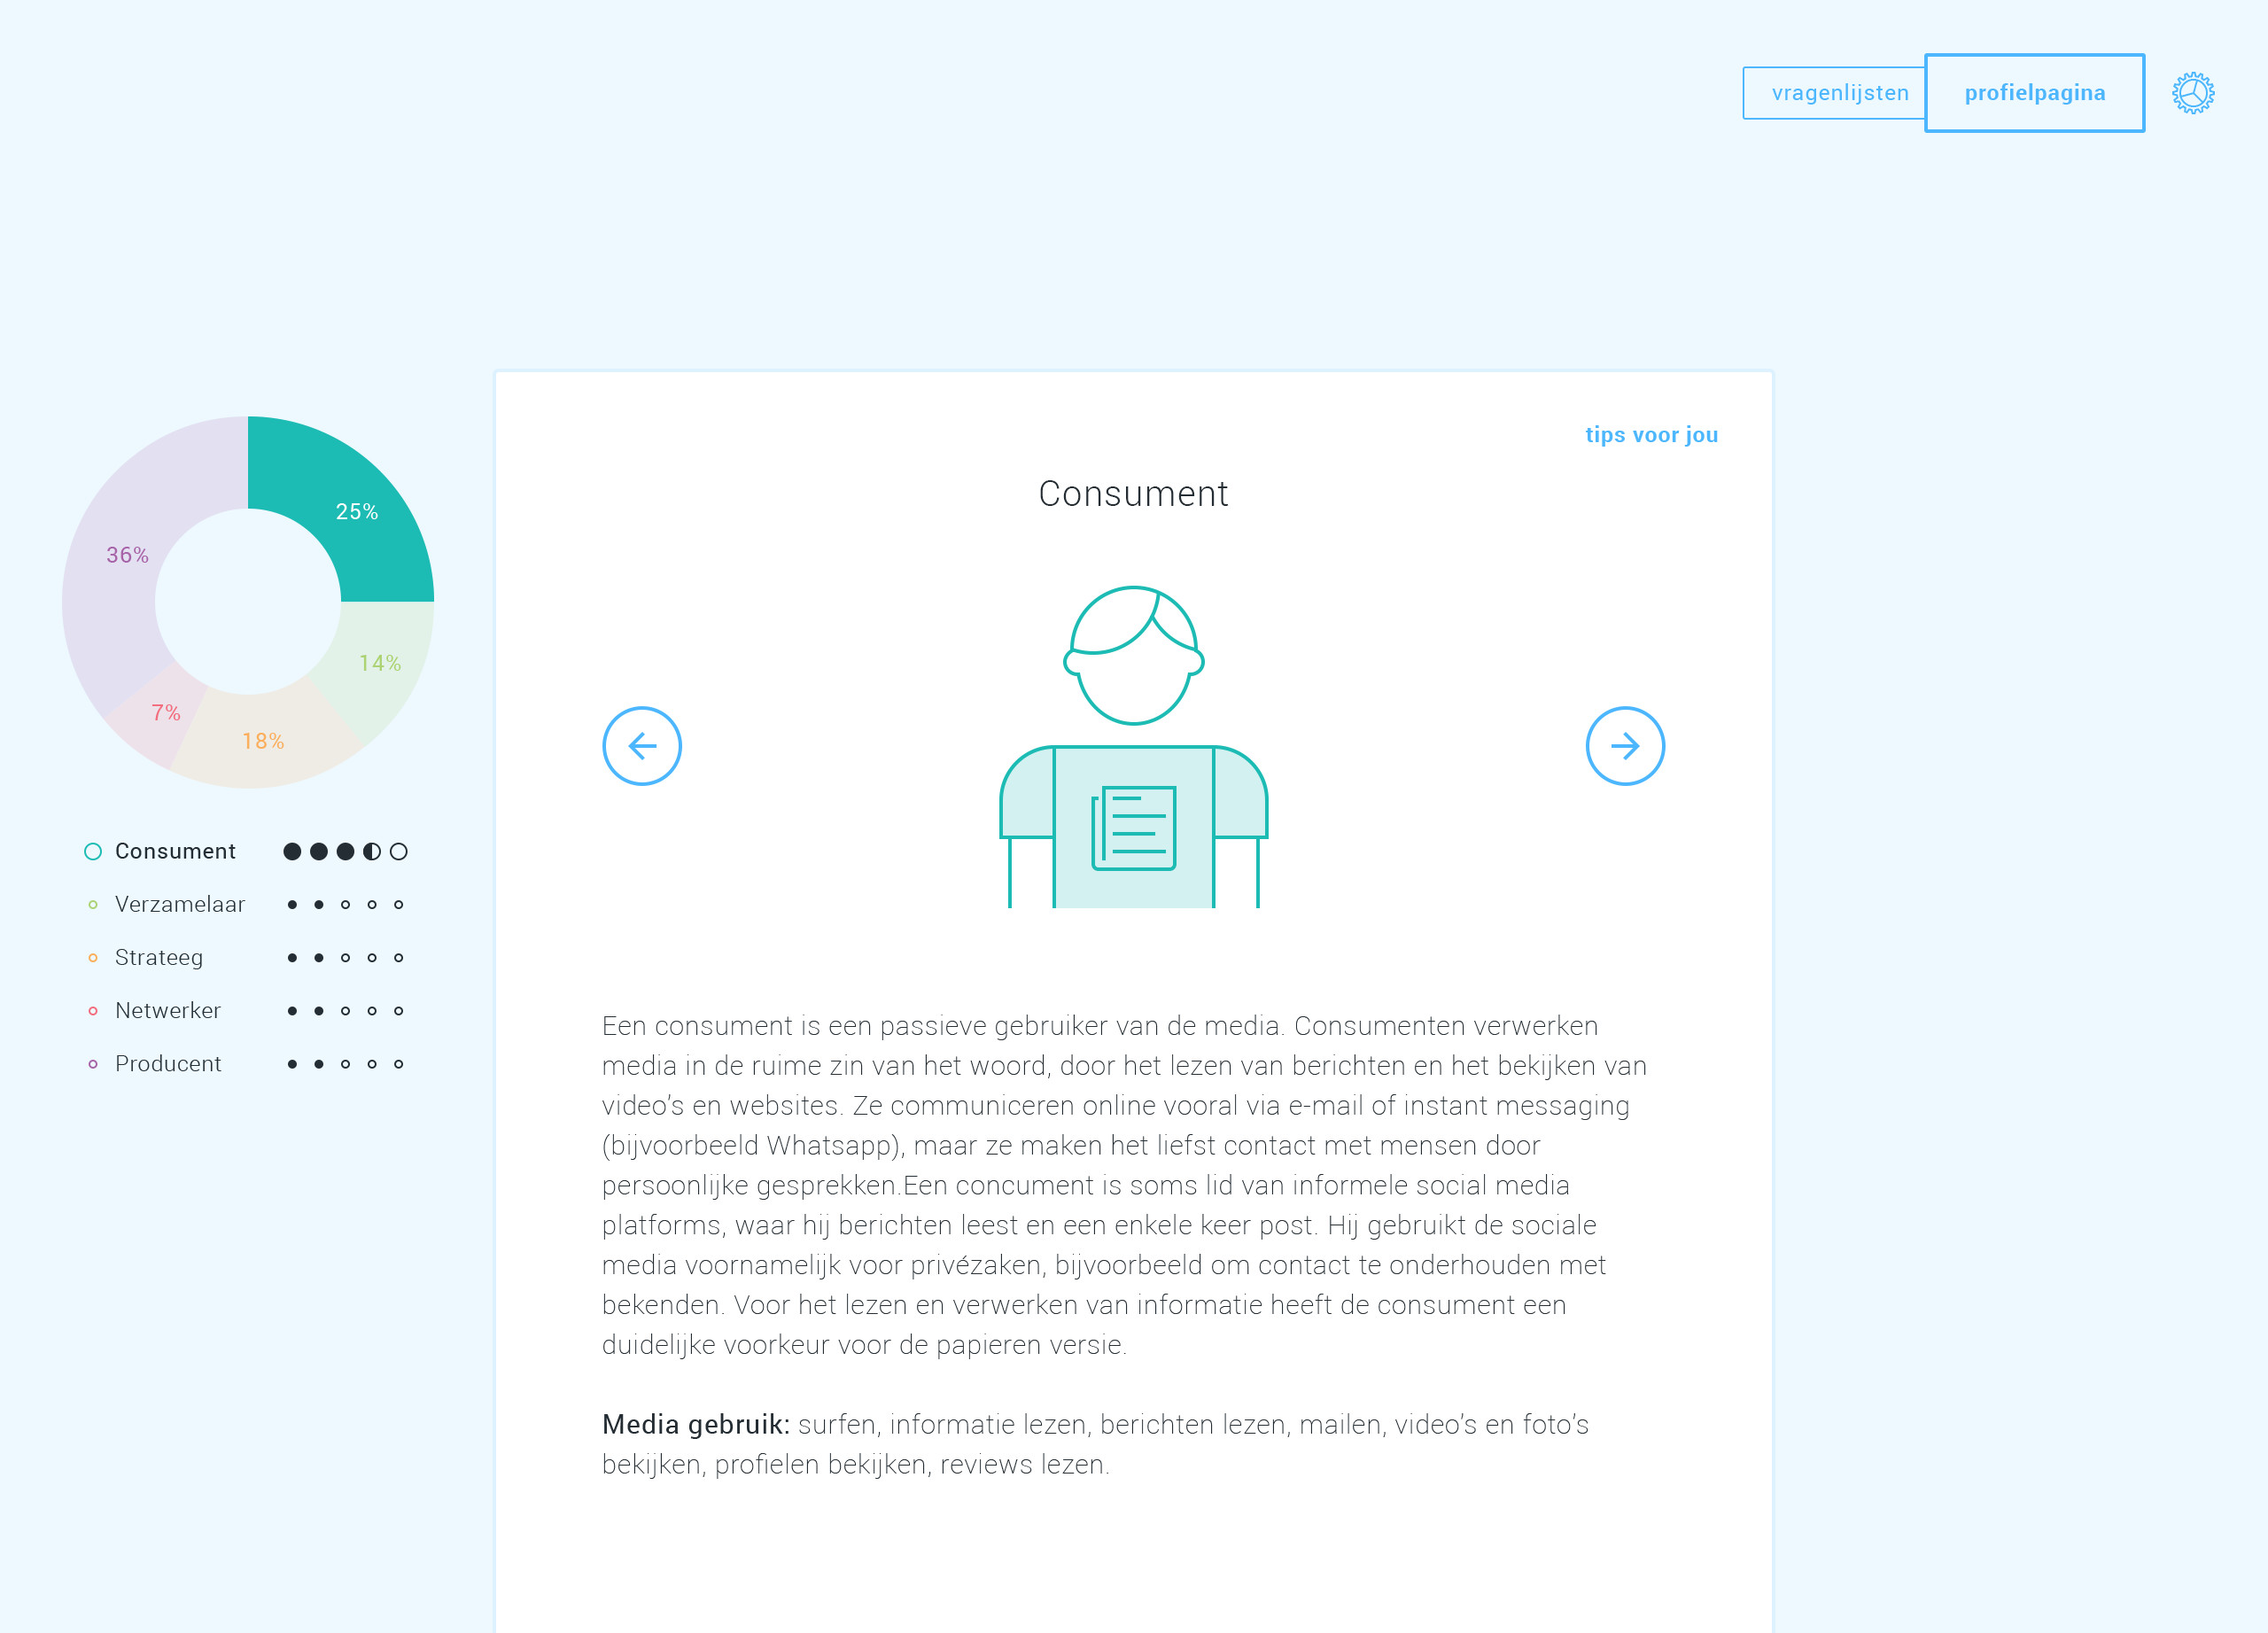 vragenlijsten
profielpagina
tips voor jou
Consument
25%
36%
14%
7%
18%
Consument
Verzamelaar
Strateeg
Netwerker
Producent
Een consument is een passieve gebruiker van de media. Consumenten verwerken
media in de ruime zin van het woord, door het lezen van berichten en het bekijken van
video’s en websites. Ze communiceren online vooral via e-mail of instant messaging
(bijvoorbeeld Whatsapp), maar ze maken het liefst contact met mensen door
persoonlijke gesprekken.Een concument is soms lid van informele social media
platforms, waar hij berichten leest en een enkele keer post. Hij gebruikt de sociale
media voornamelijk voor privézaken, bijvoorbeeld om contact te onderhouden met
bekenden. Voor het lezen en verwerken van informatie heeft de consument een
duidelijke voorkeur voor de papieren versie.
Media gebruik: surfen, informatie lezen, berichten lezen, mailen, video’s en foto’s
bekijken, profielen bekijken, reviews lezen.